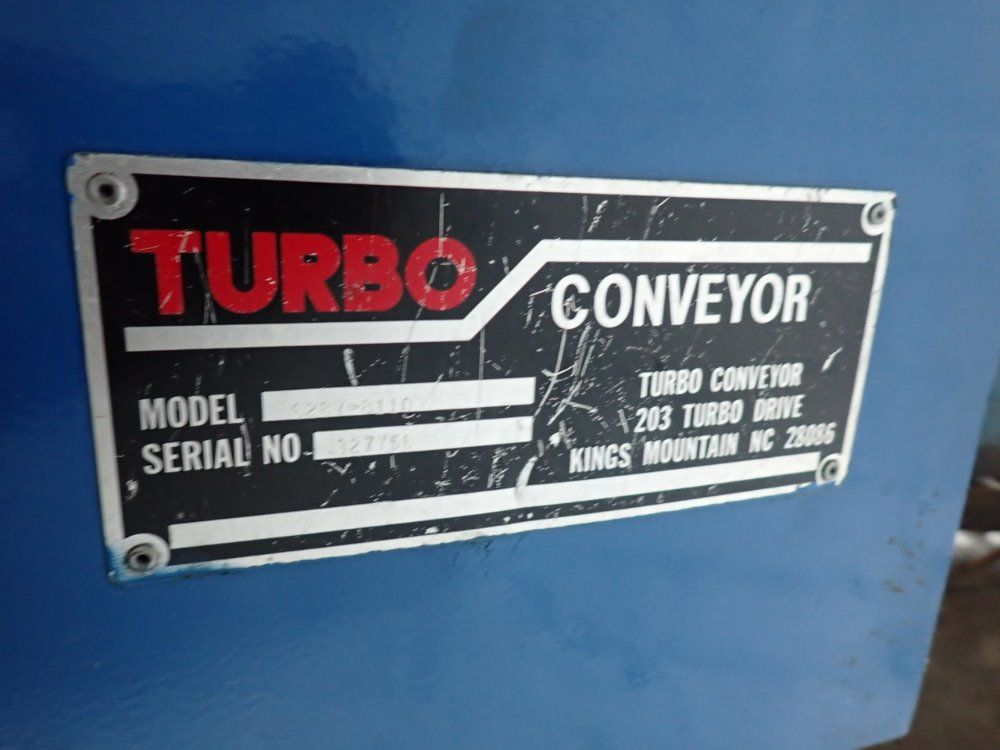 TURBO
CONVEYOR
MODEL
SERIAL NO
TURBO CONVEYOR
203 TURBO DRIVE
KINGS MOUNTAIN NC 28086